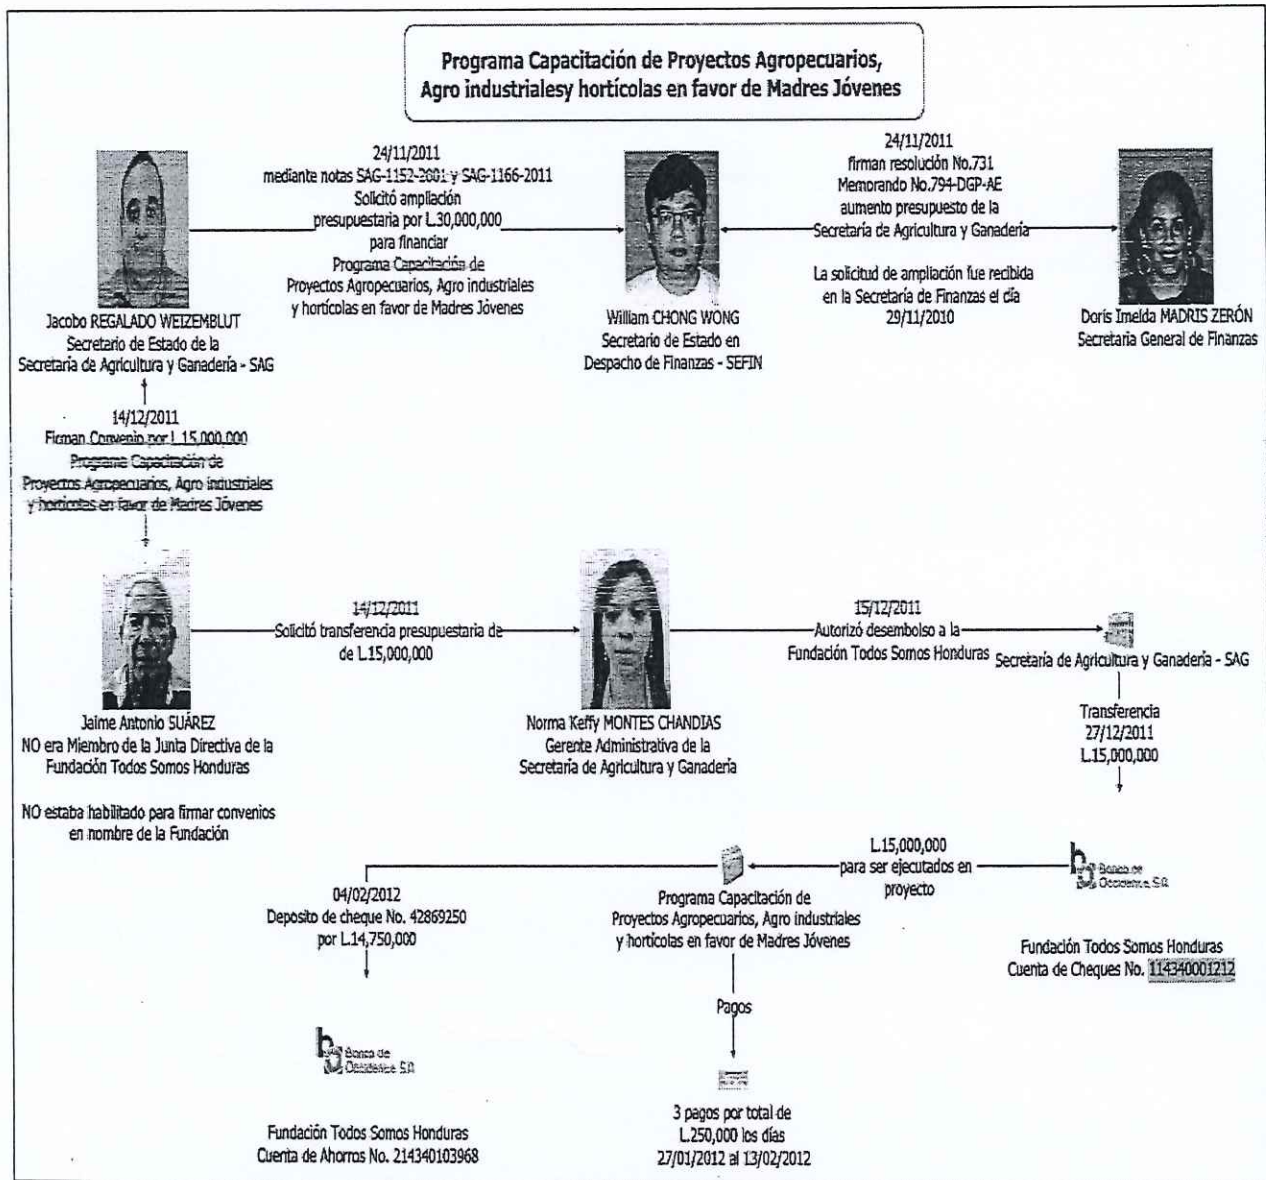 Programa Capacitación de Proyectos Agropecuarios,
Agro industrialesy hortícolas en favor de Madres Jóvenes
24/11/2011
mediante notas SAG-1152-2001 y SAG-1166-2011
Solicitó ampliación
presupuestaria por L.30,000,000
para financiar
Programa Capacitación de
Proyectos Agropecuarios, Agro industriales
y hortícolas en favor de Madres Jóvenes
24/11/2011
firman resolución No.731
Memorando No.794-DGP-AE
aumento presupuesto de la
Secretaría de Agricultura y Ganadería
La solicitud de ampliación fue recibida
en la Secretaría de Finanzas el día
29/11/2010
Jacobo REGALADO WEIZEMBLUT
Secretario de Estado de la
Secretaría de Agricultura y Ganadería - SAG
William CHONG WONG
Secretario de Estado en
Despacho de Finanzas - SEFIN
Doris Imelda MADRIS ZERÓN
Secretaria General de Finanzas
14/12/2011
Firman Convenio por L.15,000,000
Programa Capacitación de
Proyectos Agropecuarios, Agro industriales
y hortícolas en favor de Madres Jóvenes
14/12/2011
Solicitó transferencia presupuestaria de
de L.15,000,000
15/12/2011
Autorizó desembolso a la
Fundación Todos Somos Honduras
Secretaría de Agricultura y Ganadería - SAG
Jaime Antonio SUÁREZ
NO era Miembro de la Junta Directiva de la
Fundación Todos Somos Honduras
NO estaba habilitado para firmar convenios
en nombre de la Fundación
Norma Keffy MONTES CHANDIAS
Gerente Administrativa de la
Secretaría de Agricultura y Ganadería
Transferencia
27/12/2011
L.15,000,000
L.15,000,000
para ser ejecutados en
proyecto
Banco de
Occidente, S.A.
Fundación Todos Somos Honduras
Cuenta de Cheques No. 114340001212
Programa Capacitación de
Proyectos Agropecuarios, Agro industriales
y hortícolas en favor de Madres Jóvenes
04/02/2012
Deposito de cheque No. 42869250
por L.14,750,000
Banco de
Occidente, S.A.
Fundación Todos Somos Honduras
Cuenta de Ahorros No. 214340103968
Pagos
3 pagos por total de
L.250,000 los días
27/01/2012 al 13/02/2012